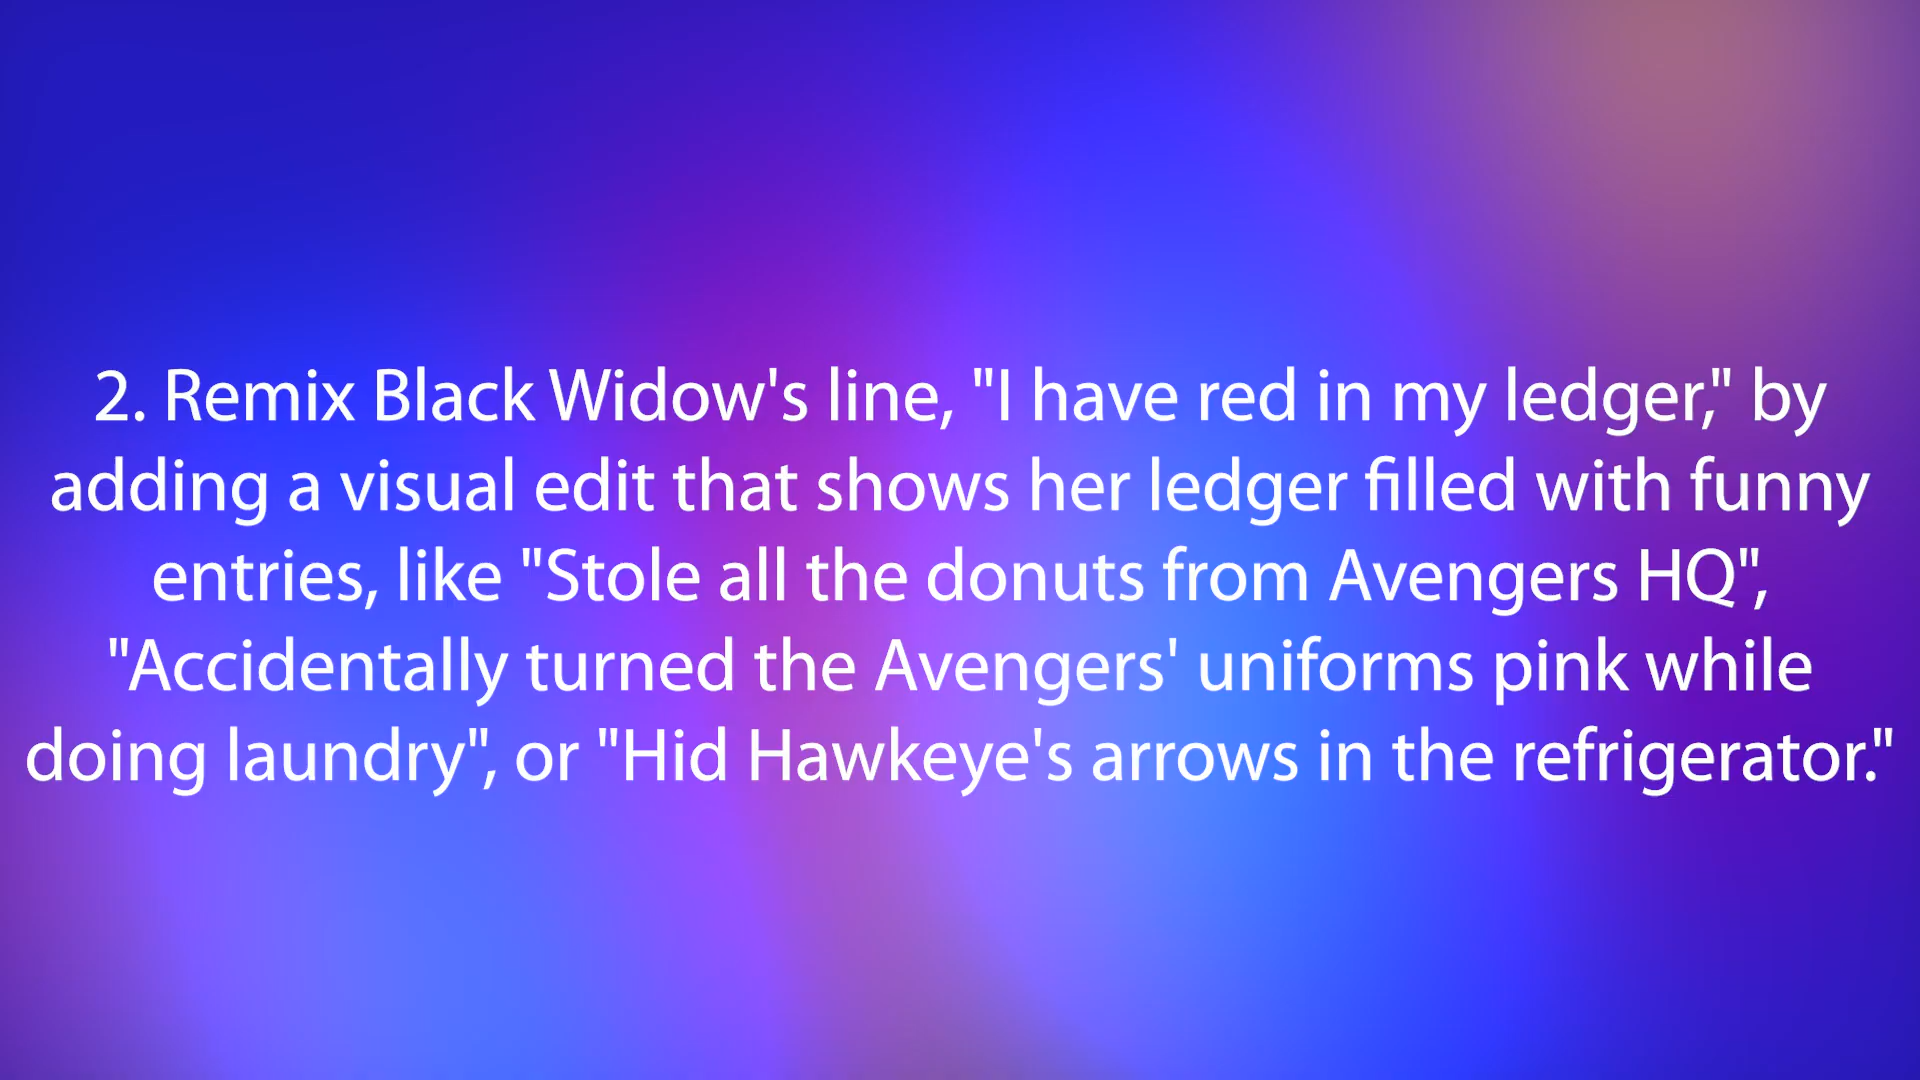 2. Remix Black Widow's line, "I have red in my ledger," by
adding a visual edit that shows her ledger filled with funny
entries, like "Stole all the donuts from Avengers HQ",
"Accidentally turned the Avengers' uniforms pink while
doing laundry", or "Hid Hawkeye's arrows in the refrigerator."